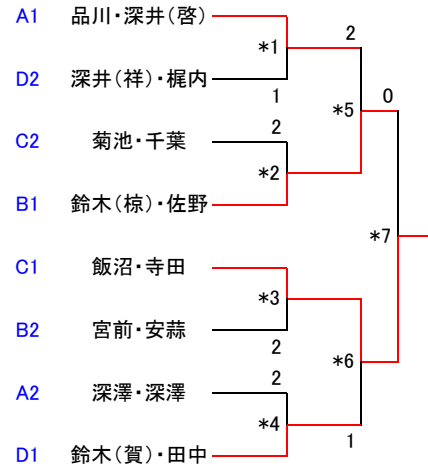 A1 品川・深井(啓)
*1
2
D2 深井(祥)・梶内
1
*5
0
C2 菊池・千葉
2
*2
B1 鈴木(椋)・佐野
*7
C1 飯沼・寺田
*3
B2 宮前・安蒜
2
*6
A2 深澤・深澤
2
*4
1
D1 鈴木(賀)・田中